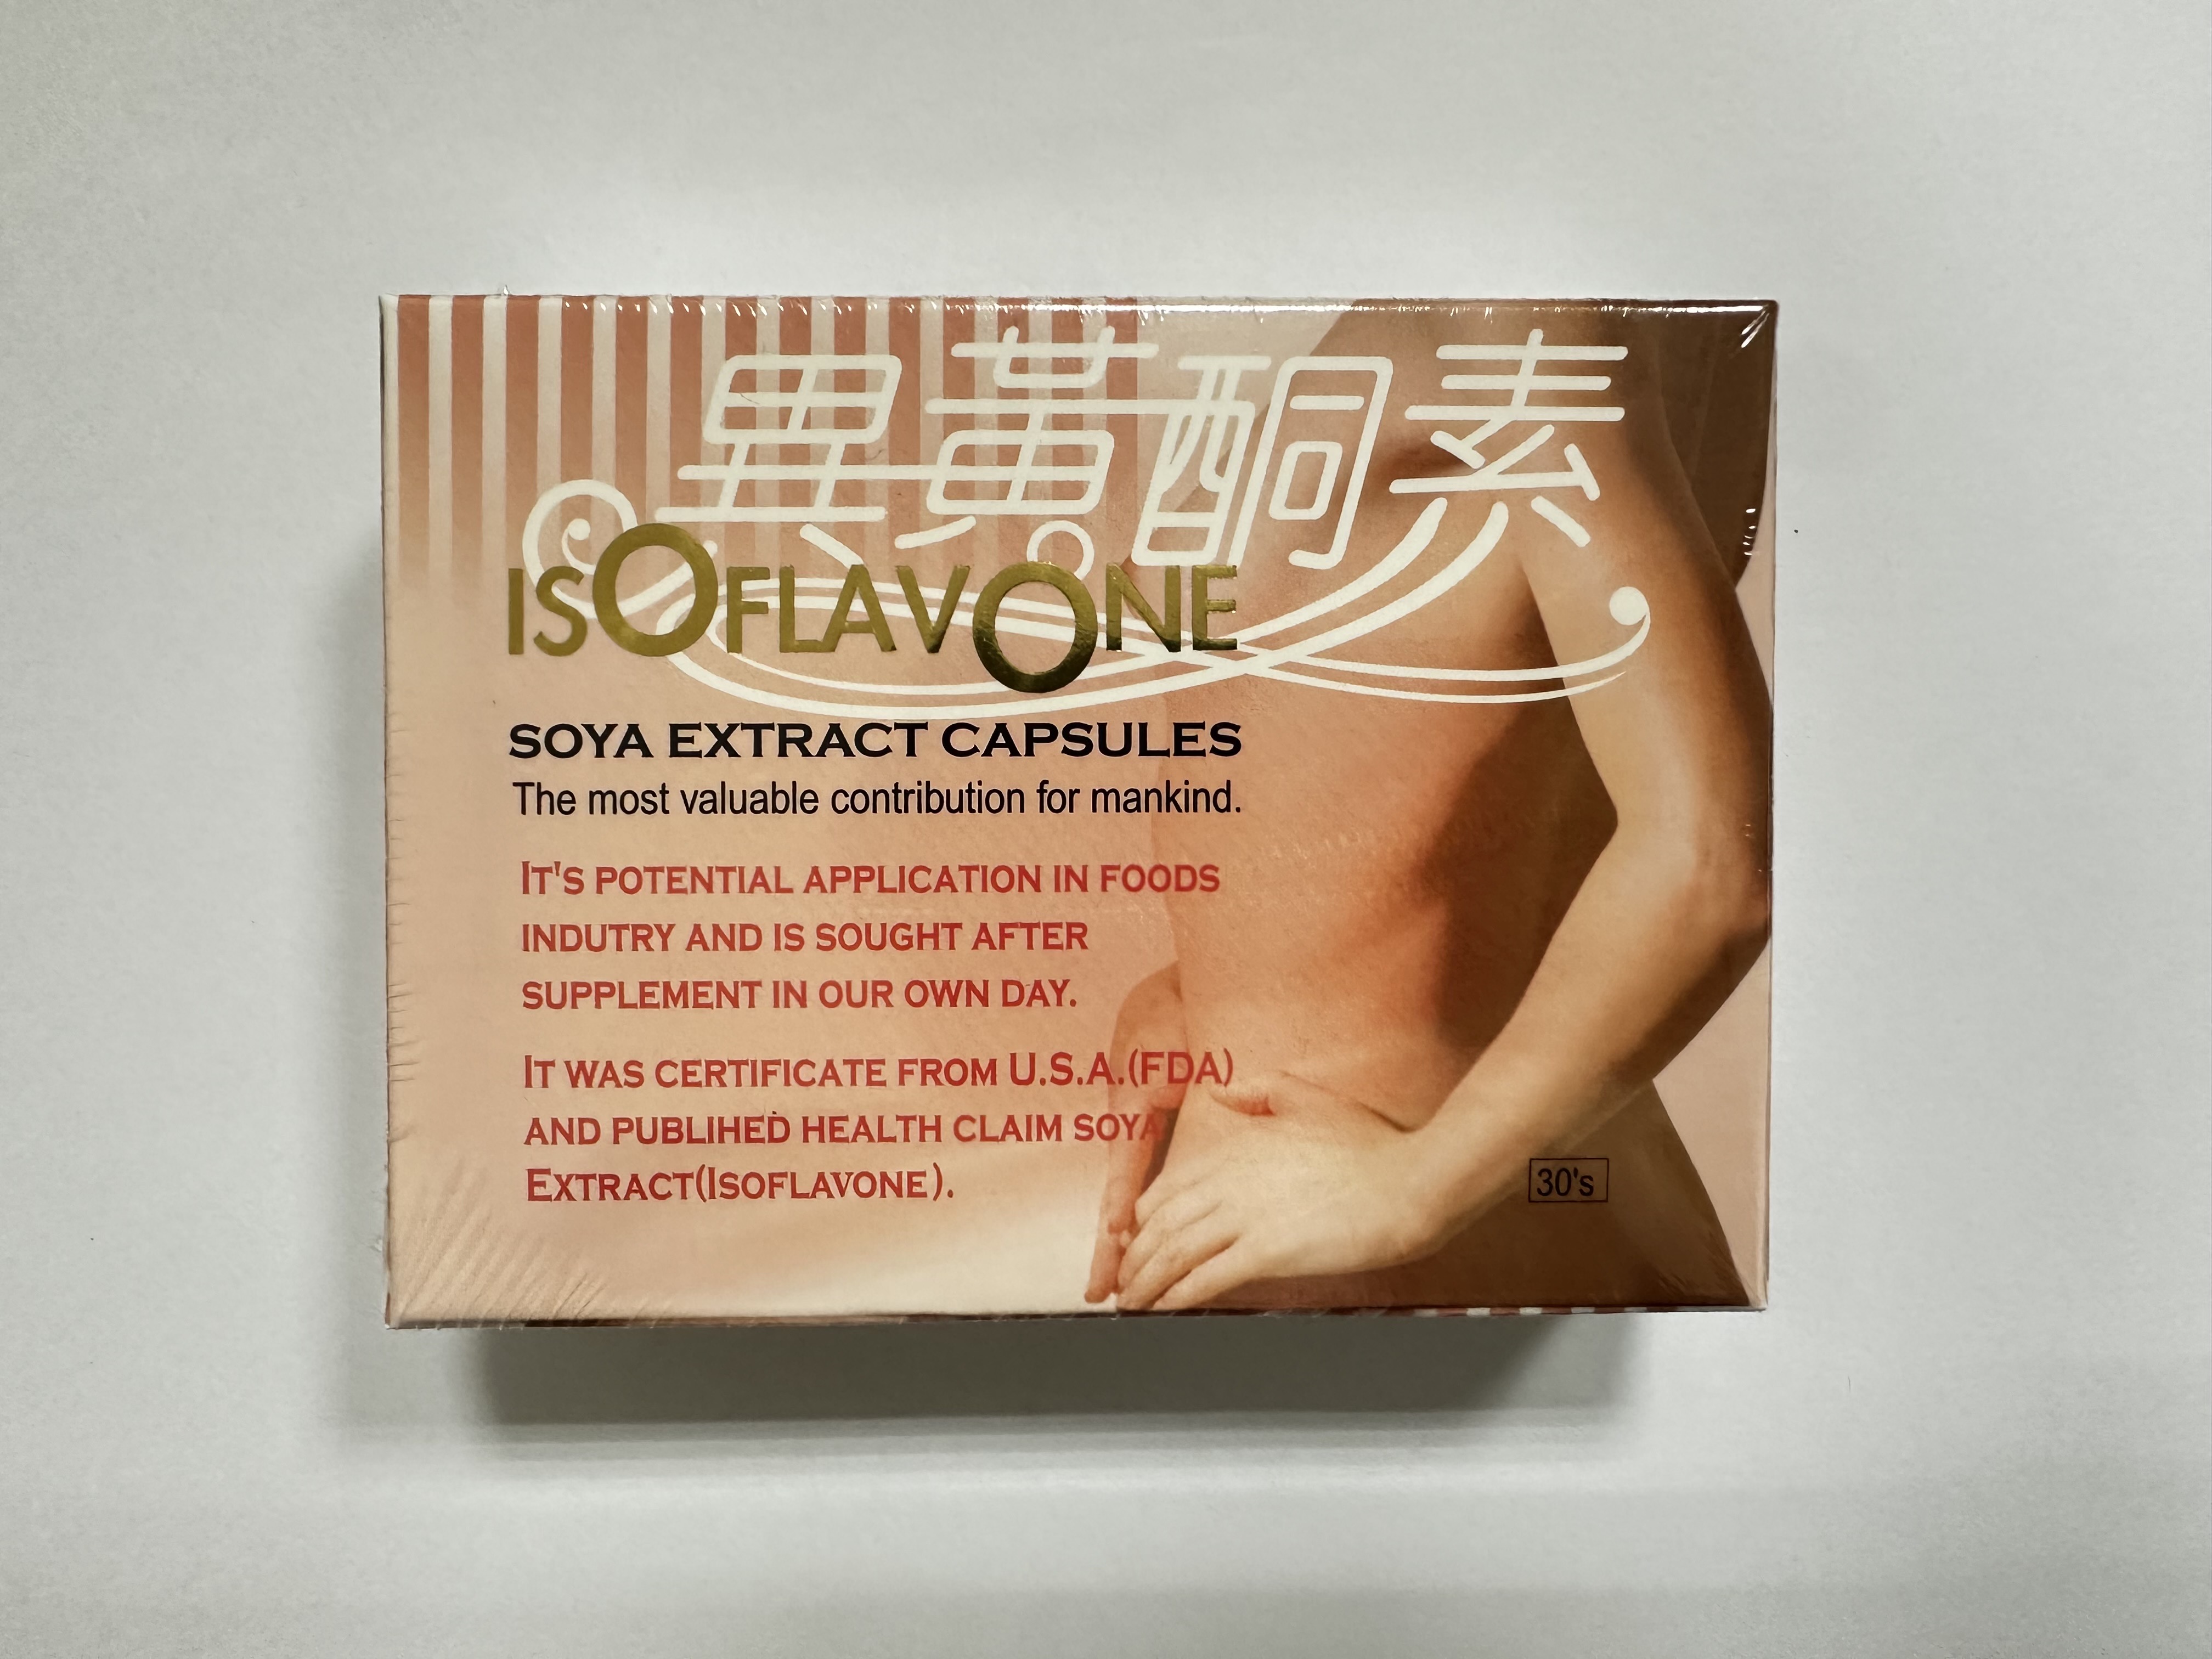 異黃酮素
ISOFLAVONE
SOYA EXTRACT CAPSULES
The most valuable contribution for mankind.
IT'S POTENTIAL APPLICATION IN FOODS
INDUTRY AND IS SOUGHT AFTER
SUPPLEMENT IN OUR OWN DAY.
IT WAS CERTIFICATE FROM U.S.A.(FDA)
AND PUBLIHED HEALTH CLAIM SOYA
EXTRACT(ISOFLAVONE).
30's